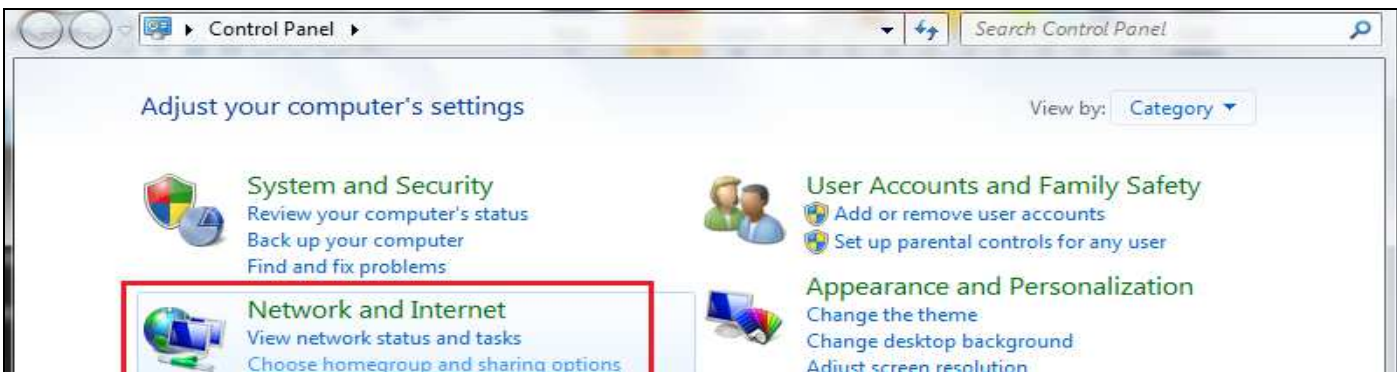 Control Panel
Search Control Panel
Adjust your computer's settings
View by: Category
System and Security
Review your computer's status
Back up your computer
Find and fix problems
Network and Internet
View network status and tasks
Choose homegroup and sharing options
User Accounts and Family Safety
Add or remove user accounts
Set up parental controls for any user
Appearance and Personalization
Change the theme
Change desktop background
Adjust screen resolution